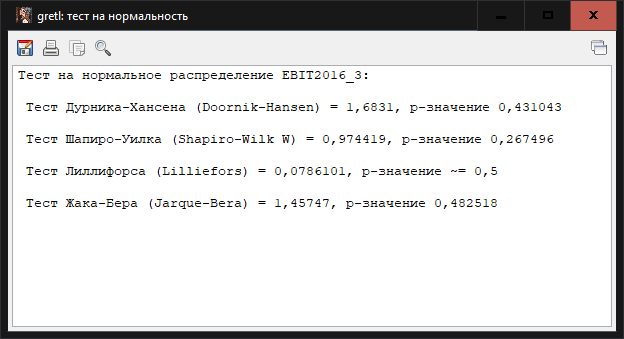 gretl: тест на нормальность
Тест на нормальное распределение EBIT2016_3:
Тест Дурника-Хансена (Doornik-Hansen) = 1,6831, p-значение 0,431043
Тест Шапиро-Уилка (Shapiro-Wilk W) = 0,974419, p-значение 0,267496
Тест Лиллифорса (Lilliefors) = 0,0786101, p-значение ~= 0,5
Тест Жака-Бера (Jarque-Bera) = 1,45747, p-значение 0,482518